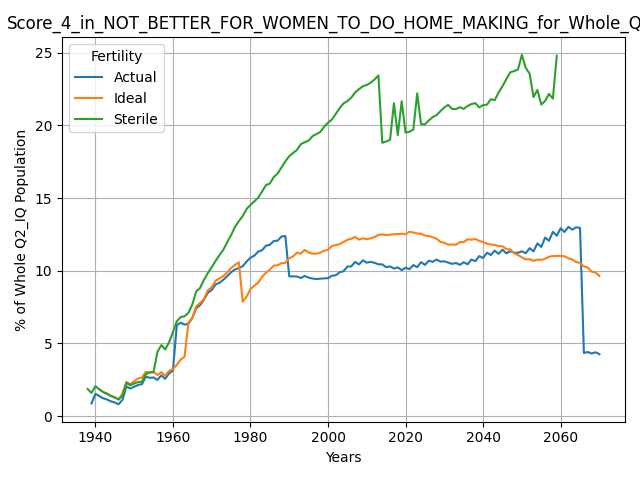 Score_4_in_NOT_BETTER_FOR_WOMEN_TO_DO_HOME_MAKING_for_Whole_Q
Fertility
Actual
Ideal
Sterile
% of Whole Q2_IQ Population
25
20
15
10
5
0
1940 1960 1980 2000 2020 2040 2060
Years